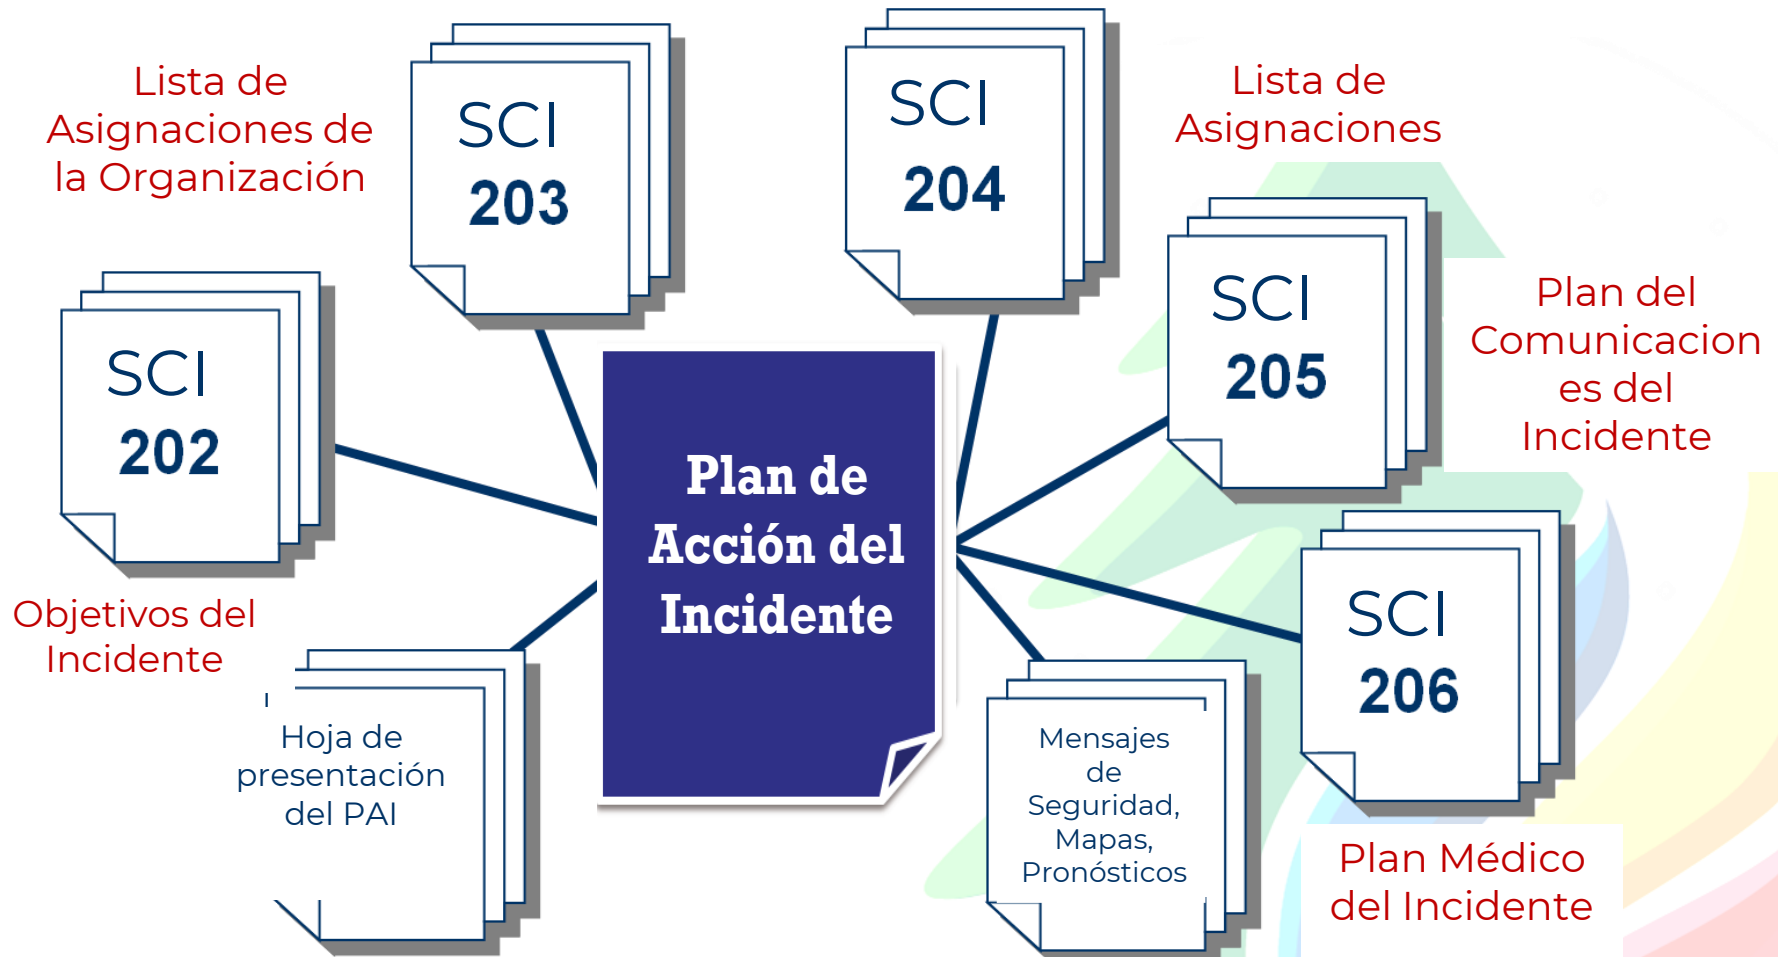 Lista de
Asignaciones de
la Organización
SCI
203
SCI
204
Lista de
Asignaciones
SCI
202
Objetivos del
Incidente
SCI
205
Plan del
Comunicacion
es del
Incidente
Plan de
Acción del
Incidente
Hoja de
presentación
del PAI
Mensajes
de
Seguridad,
Mapas,
Pronósticos
SCI
206
Plan Médico
del Incidente